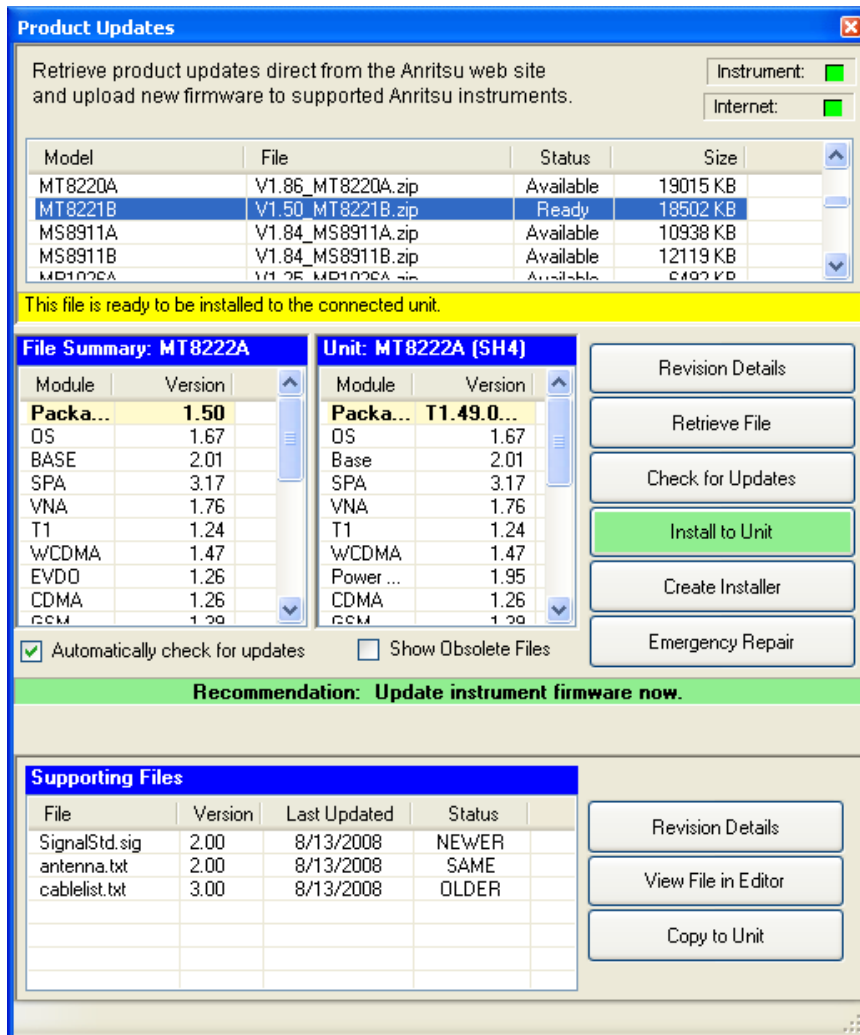 Product Updates
Retrieve product updates direct from the Anritsu web site
and upload new firmware to supported Anritsu instruments.
Instrument:
Internet:
Model File Status Size
MT8220A V1.86_MT8220A.zip Available 19015 KB
MT8221B V1.50_MT8221B.zip Ready 18502 KB
MS8911A V1.84_MS8911A.zip Available 10938 KB
MS8911B V1.84_MS8911B.zip Available 12119 KB
This file is ready to be installed to the connected unit.
File Summary: MT8222A
Module Version
Packa... 1.50
OS 1.67
BASE 2.01
SPA 3.17
VNA 1.76
T1 1.24
WCDMA 1.47
EVDO 1.26
CDMA 1.26
GSM 1.29
Unit: MT8222A (SH4)
Module Version
Packa... T1.49.0...
OS 1.67
Base 2.01
SPA 3.17
VNA 1.76
T1 1.24
WCDMA 1.47
Power ... 1.95
CDMA 1.26
GSM 1.29
Revision Details
Retrieve File
Check for Updates
Install to Unit
Create Installer
Emergency Repair
Automatically check for updates
Show Obsolete Files
Recommendation: Update instrument firmware now.
Supporting Files
File Version Last Updated Status
SignalStd.sig 2.00 8/13/2008 NEWER
antenna.txt 2.00 8/13/2008 SAME
cablelist.txt 3.00 8/13/2008 OLDER
Revision Details
View File in Editor
Copy to Unit